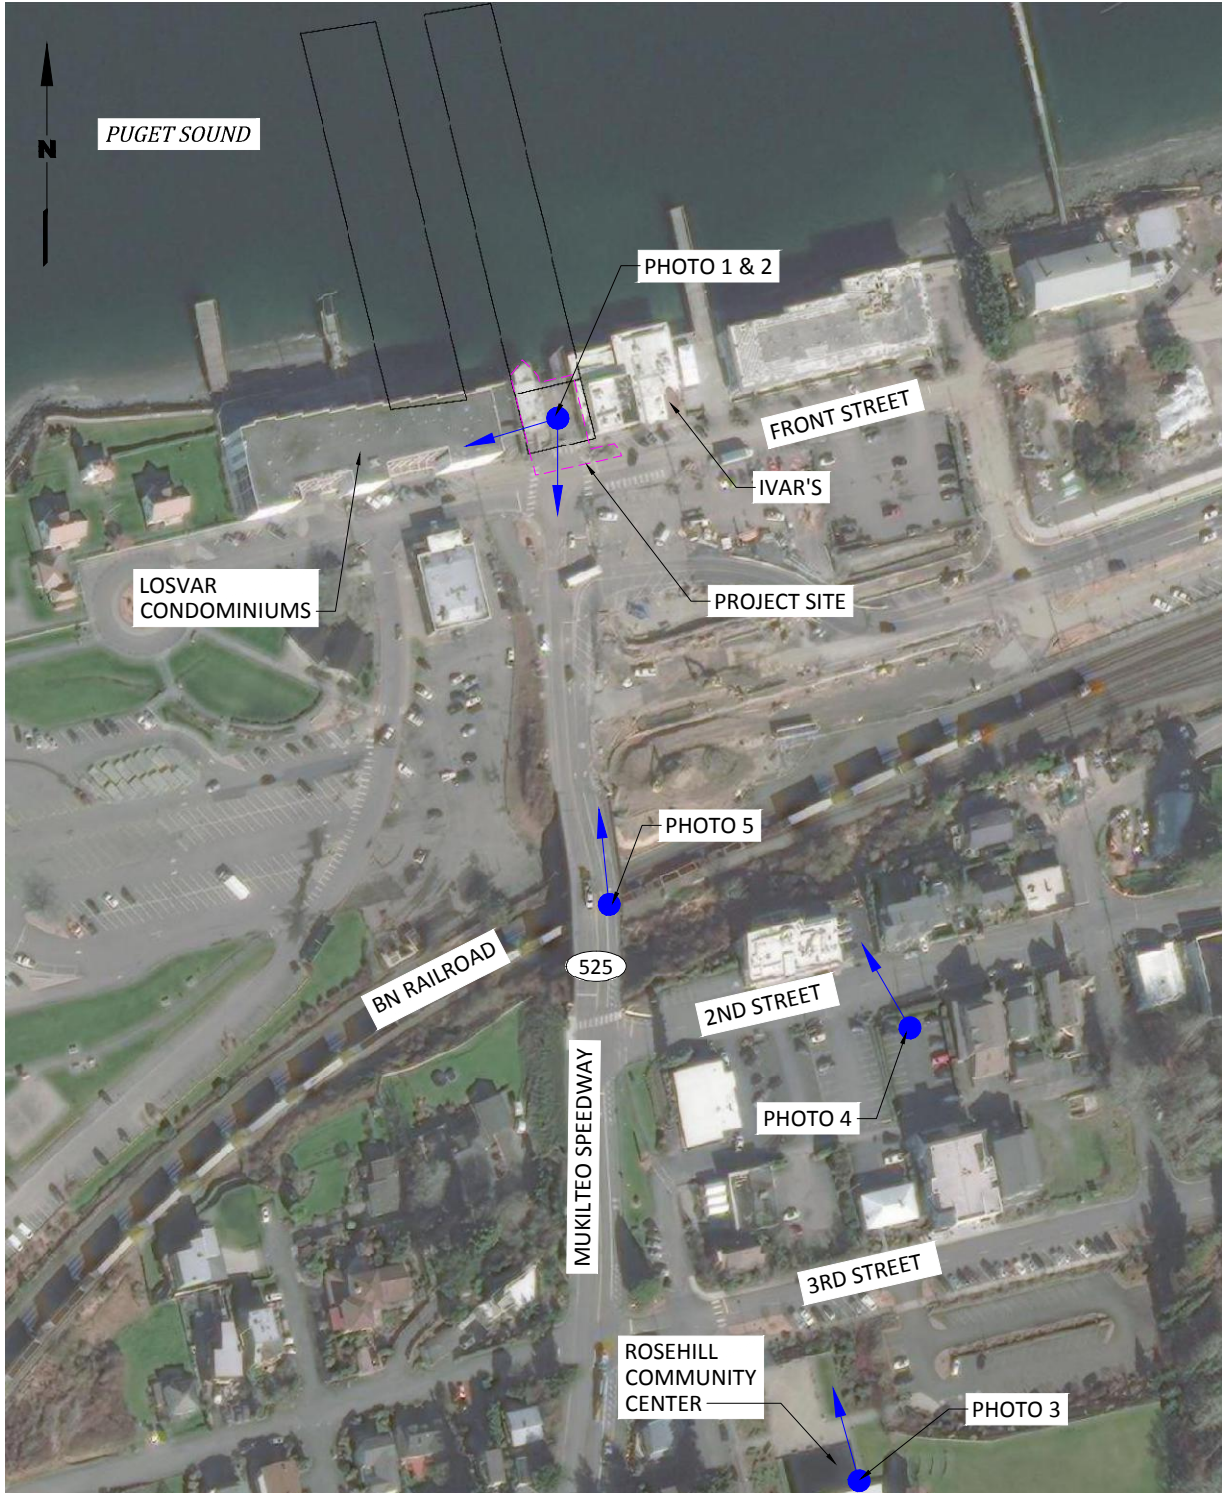 N
PUGET SOUND
PHOTO 1 & 2
FRONT STREET
IVAR'S
LOSVAR
CONDOMINIUMS
PROJECT SITE
PHOTO 5
BN RAILROAD
525
2ND STREET
MUKILTEO SPEEDWAY
PHOTO 4
3RD STREET
ROSEHILL
COMMUNITY
CENTER
PHOTO 3